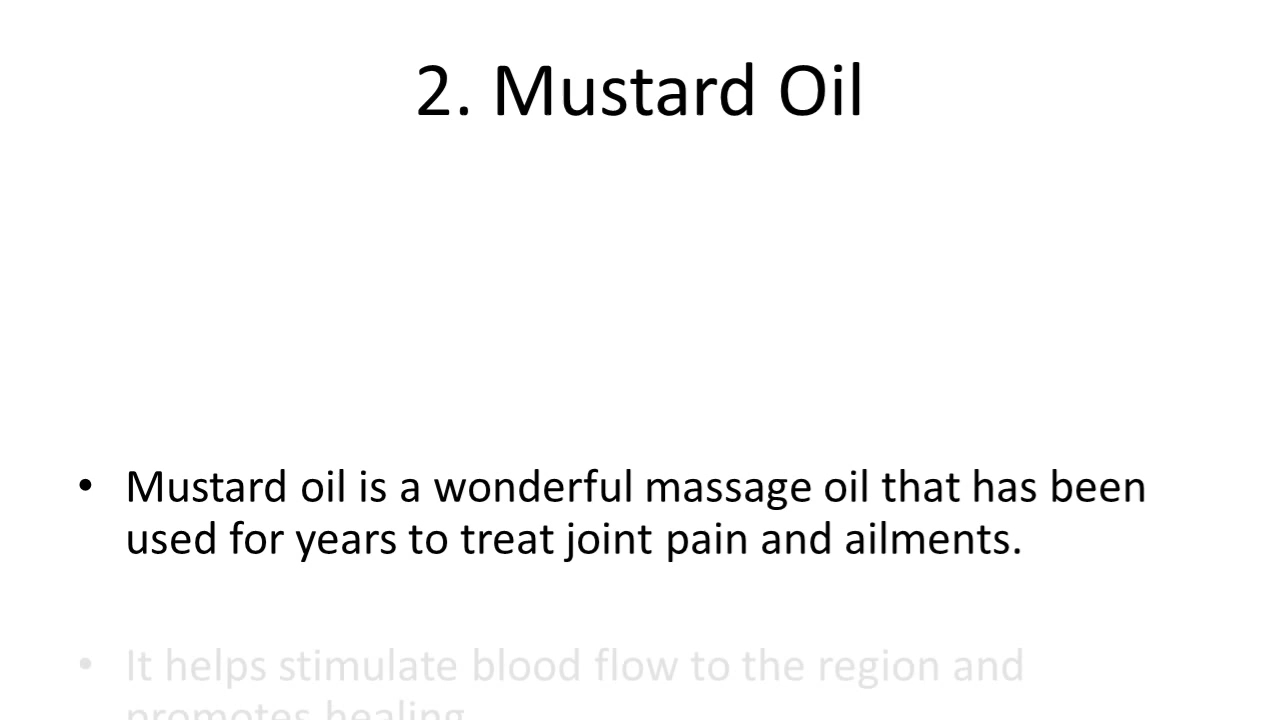 2. Mustard Oil
• Mustard oil is a wonderful massage oil that has been
used for years to treat joint pain and ailments.
• It helps stimulate blood flow to the region and
promotes healing